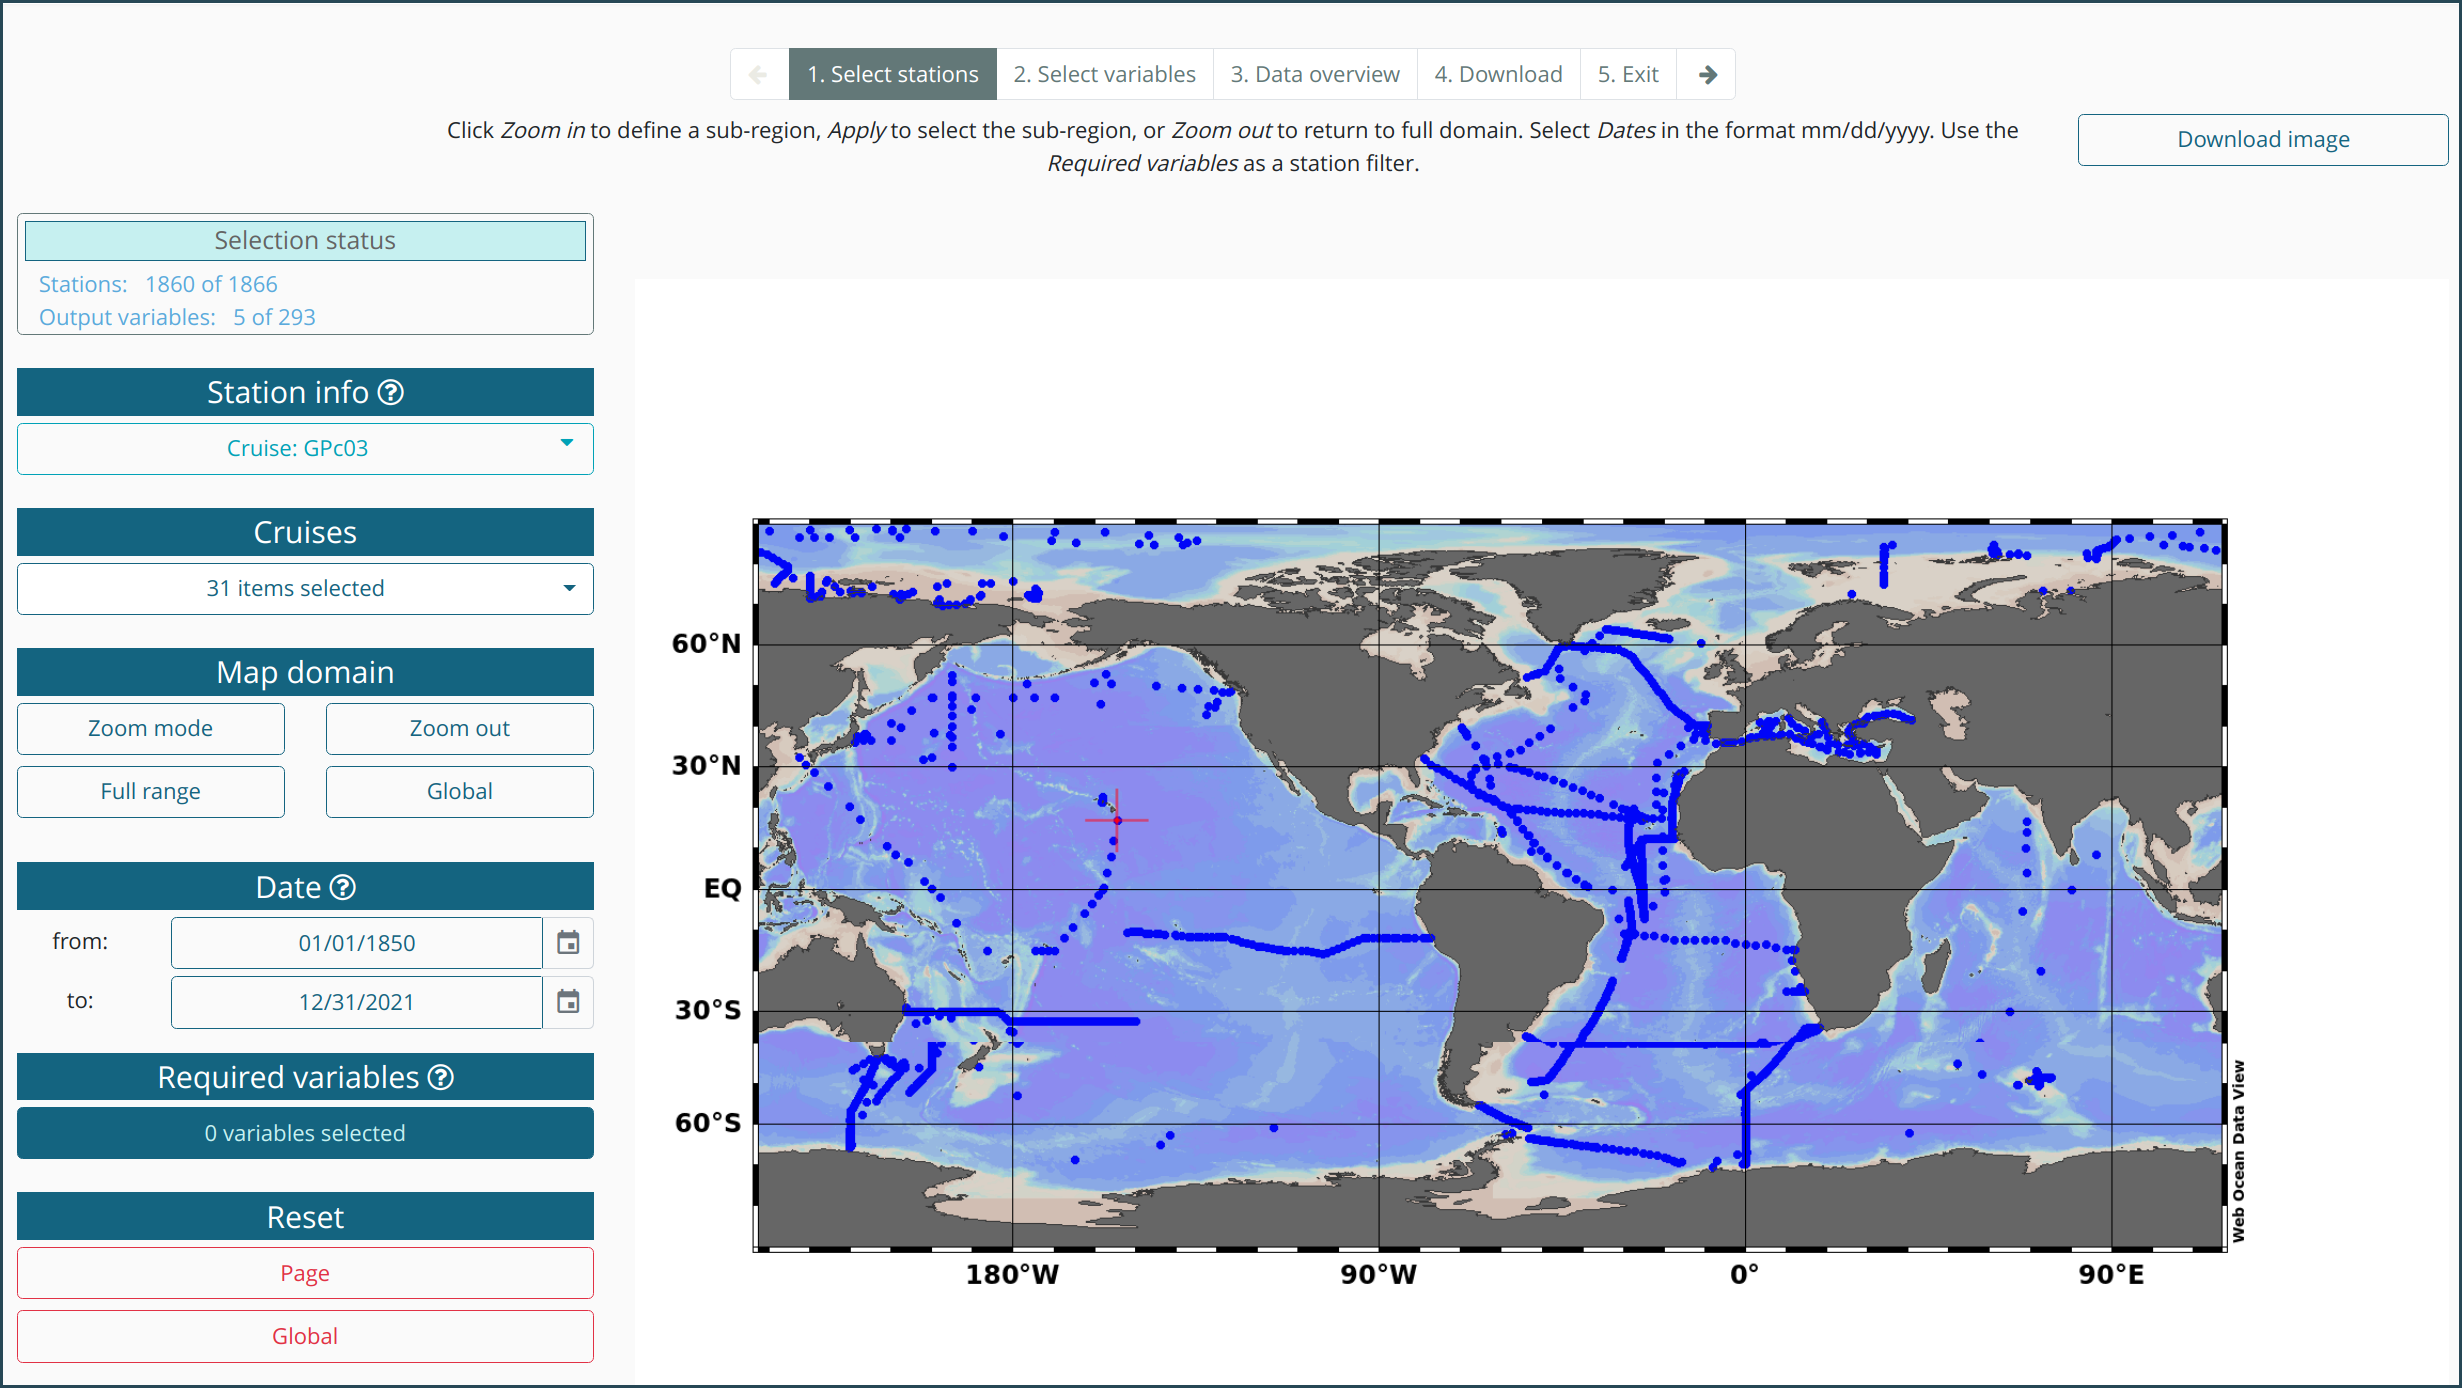 1. Select stations
2. Select variables
3. Data overview
4. Download
5. Exit
Click Zoom in to define a sub-region, Apply to select the sub-region, or Zoom out to return to full domain. Select Dates in the format mm/dd/yyyy. Use the
Required variables as a station filter.
Download image
Selection status
Stations: 1860 of 1866
Output variables: 5 of 293
Station info
Cruise: GPc03
Cruises
31 items selected
Map domain
Zoom mode
Zoom out
Full range
Global
Date
from: 01/01/1850
to: 12/31/2021
Required variables
0 variables selected
Reset
Page
Global
60°N
30°N
EQ
30°S
60°S
180°W
90°W
0°
90°E
Web Ocean Data View